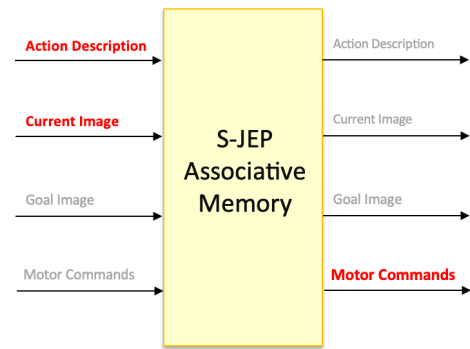 Action Description
Current Image
Goal Image
Motor Commands
S-JEP
Associative
Memory
Action Description
Current Image
Goal Image
Motor Commands